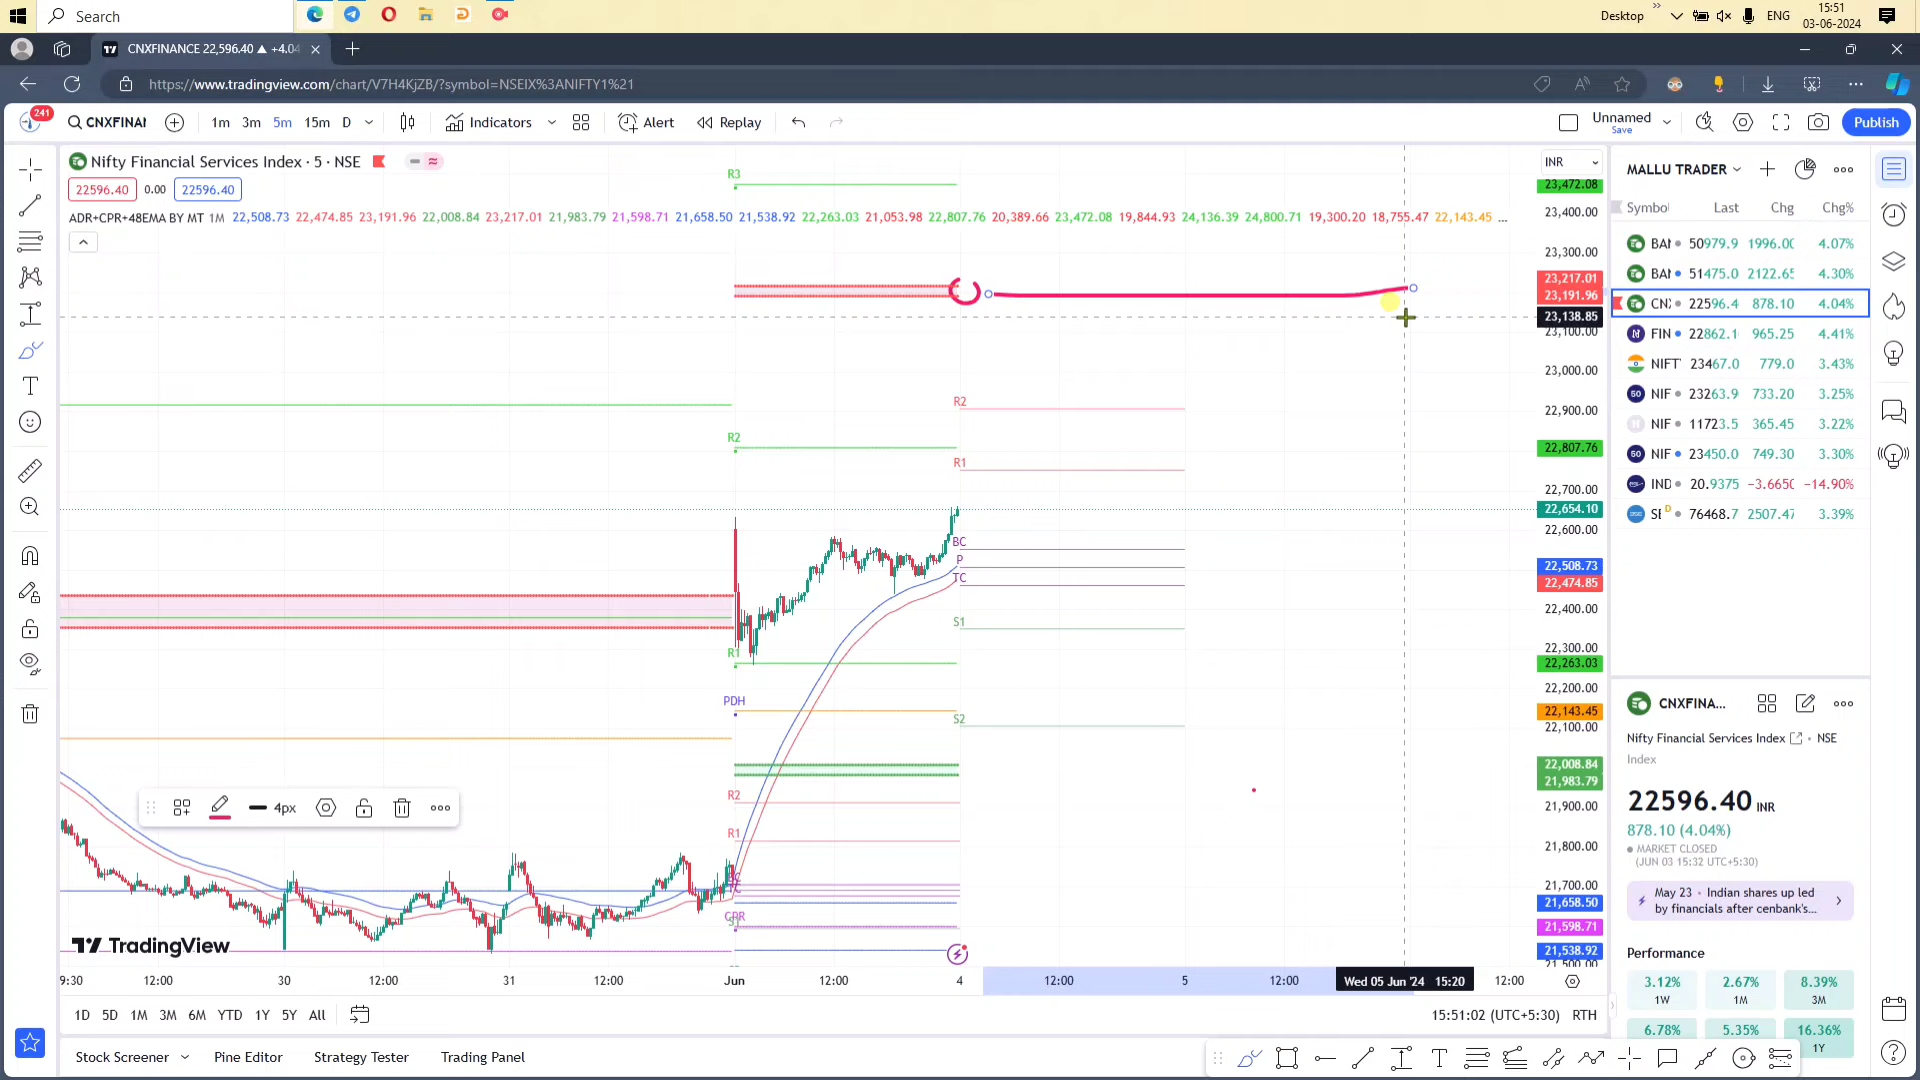 Search
Desktop
ENG
15:51
03-06-2024
CNXFINANCE 22,596.40 ▲ +4.04
https://www.tradingview.com/chart/V7H4KjZB/?symbol=NSEIX%3ANIFTY1%21
241
CNXFINAI
1m 3m 5m 15m D
Indicators
Alert
Replay
Unnamed
Save
Publish
Nifty Financial Services Index · 5 · NSE
22596.40 0.00 22596.40
ADR+CPR+48EMA BY MT 1M 22,508.73 22,474.85 23,191.96 22,008.84 23,217.01 21,983.79 21,598.71 21,658.50 21,538.92 22,263.03 21,053.98 22,807.76 20,389.66 23,472.08 19,844.93 24,136.39 24,800.71 19,300.20 18,755.47 22,143.45 ...
INR
R3
R2
R1
PDH
R2
R1
CPR
R2
R1
BC
P
TC
S1
S2
23,472.08
23,400.00
23,300.00
23,217.01
23,191.96
23,138.85
23,100.00
23,000.00
22,900.00
22,807.76
22,700.00
22,654.10
22,600.00
22,508.73
22,474.85
22,400.00
22,300.00
22,263.03
22,200.00
22,143.45
22,100.00
22,008.84
21,983.79
21,900.00
21,800.00
21,700.00
21,658.50
21,598.71
21,538.92
21,500.00
4px
TradingView
9:30 12:00 30 12:00 31 12:00 Jun 12:00 4 12:00 5 12:00 Wed 05 Jun '24 15:20 12:00
1D 5D 1M 3M 6M YTD 1Y 5Y All
15:51:02 (UTC+5:30) RTH
Stock Screener
Pine Editor
Strategy Tester
Trading Panel
MALLU TRADER
Symbol Last Chg Chg%
BAI 50979.9 1996.00 4.07%
BAI 51475.0 2122.65 4.30%
CN 22596.4 878.10 4.04%
FIN 22862.1 965.25 4.41%
NIFT 23467.0 779.0 3.43%
NIF 23263.9 733.20 3.25%
NIF 11723.5 365.45 3.22%
NIF 23450.0 749.30 3.30%
IND 20.9375 −3.6650 −14.90%
SE D 76468.7 2507.47 3.39%
CNXFINA...
Nifty Financial Services Index · NSE
Index
22596.40 INR
878.10 (4.04%)
MARKET CLOSED
(JUN 03 15:32 UTC+5:30)
May 23 · Indian shares up led
by financials after cenbank's...
Performance
3.12% 2.67% 8.39%
1W 1M 3M
6.78% 5.35% 16.36%
1Y